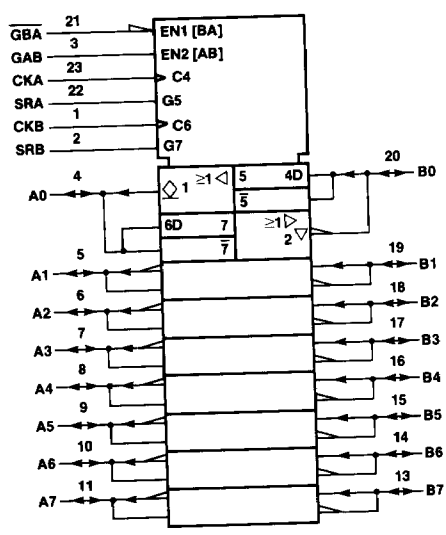 G̅B̅A̅ 21 EN1 [BA]
GAB 3 EN2 [AB]
CKA 23 C4
SRA 22 G5
CKB 1 C6
SRB 2 G7
A0 4 1 ≥1 ◁ 5 4D 20 B0
5̅
6D 7 ≥1 ▷
7̅ 2 ▽
A1 5 19 B1
A2 6 18 B2
A3 7 17 B3
A4 8 16 B4
A5 9 15 B5
A6 10 14 B6
A7 11 13 B7